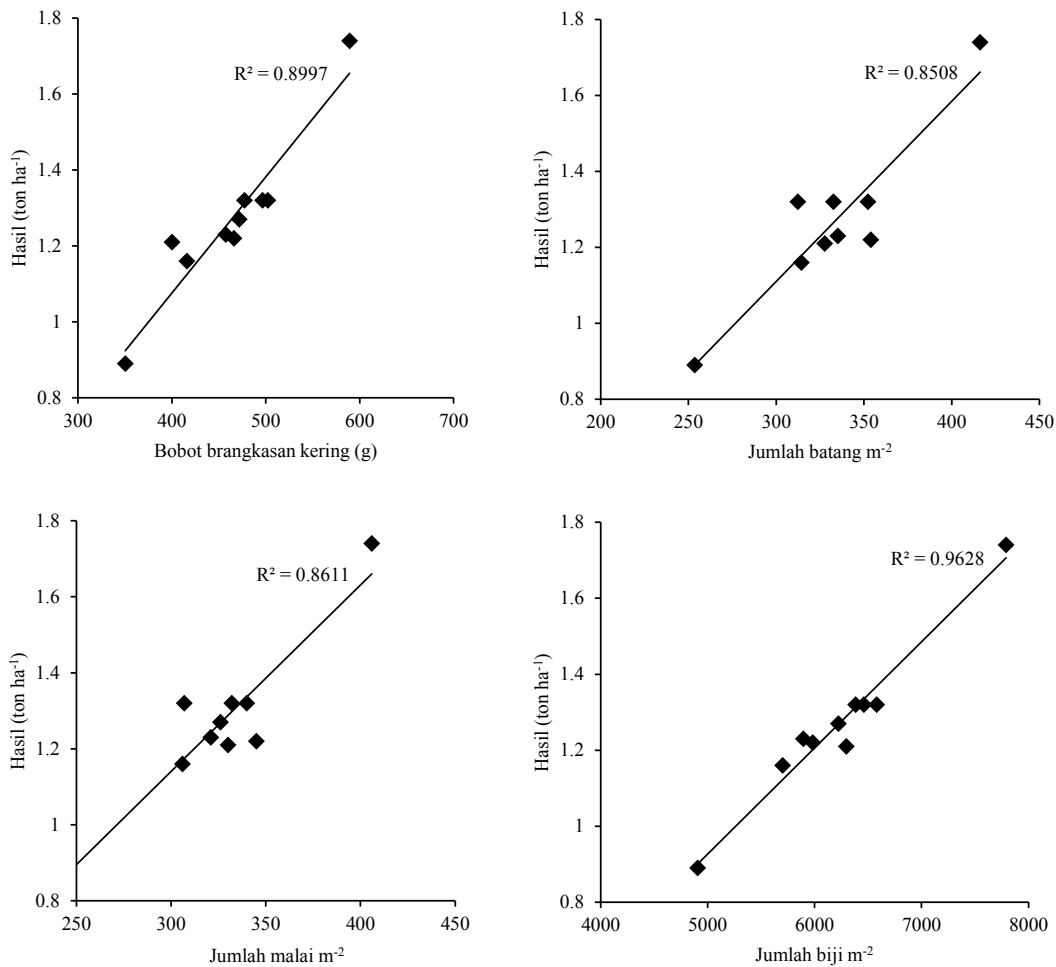 1.8
1.6
1.4
1.2
1
0.8
Hasil (ton ha⁻¹)
R² = 0.8997
300 400 500 600 700
Bobot brangkasan kering (g)
1.8
1.6
1.4
1.2
1
0.8
Hasil (ton ha⁻¹)
R² = 0.8508
200 250 300 350 400 450
Jumlah batang m⁻²
1.8
1.6
1.4
1.2
1
0.8
Hasil (ton ha⁻¹)
R² = 0.8611
250 300 350 400 450
Jumlah malai m⁻²
1.8
1.6
1.4
1.2
1
0.8
Hasil (ton ha⁻¹)
R² = 0.9628
4000 5000 6000 7000 8000
Jumlah biji m⁻²